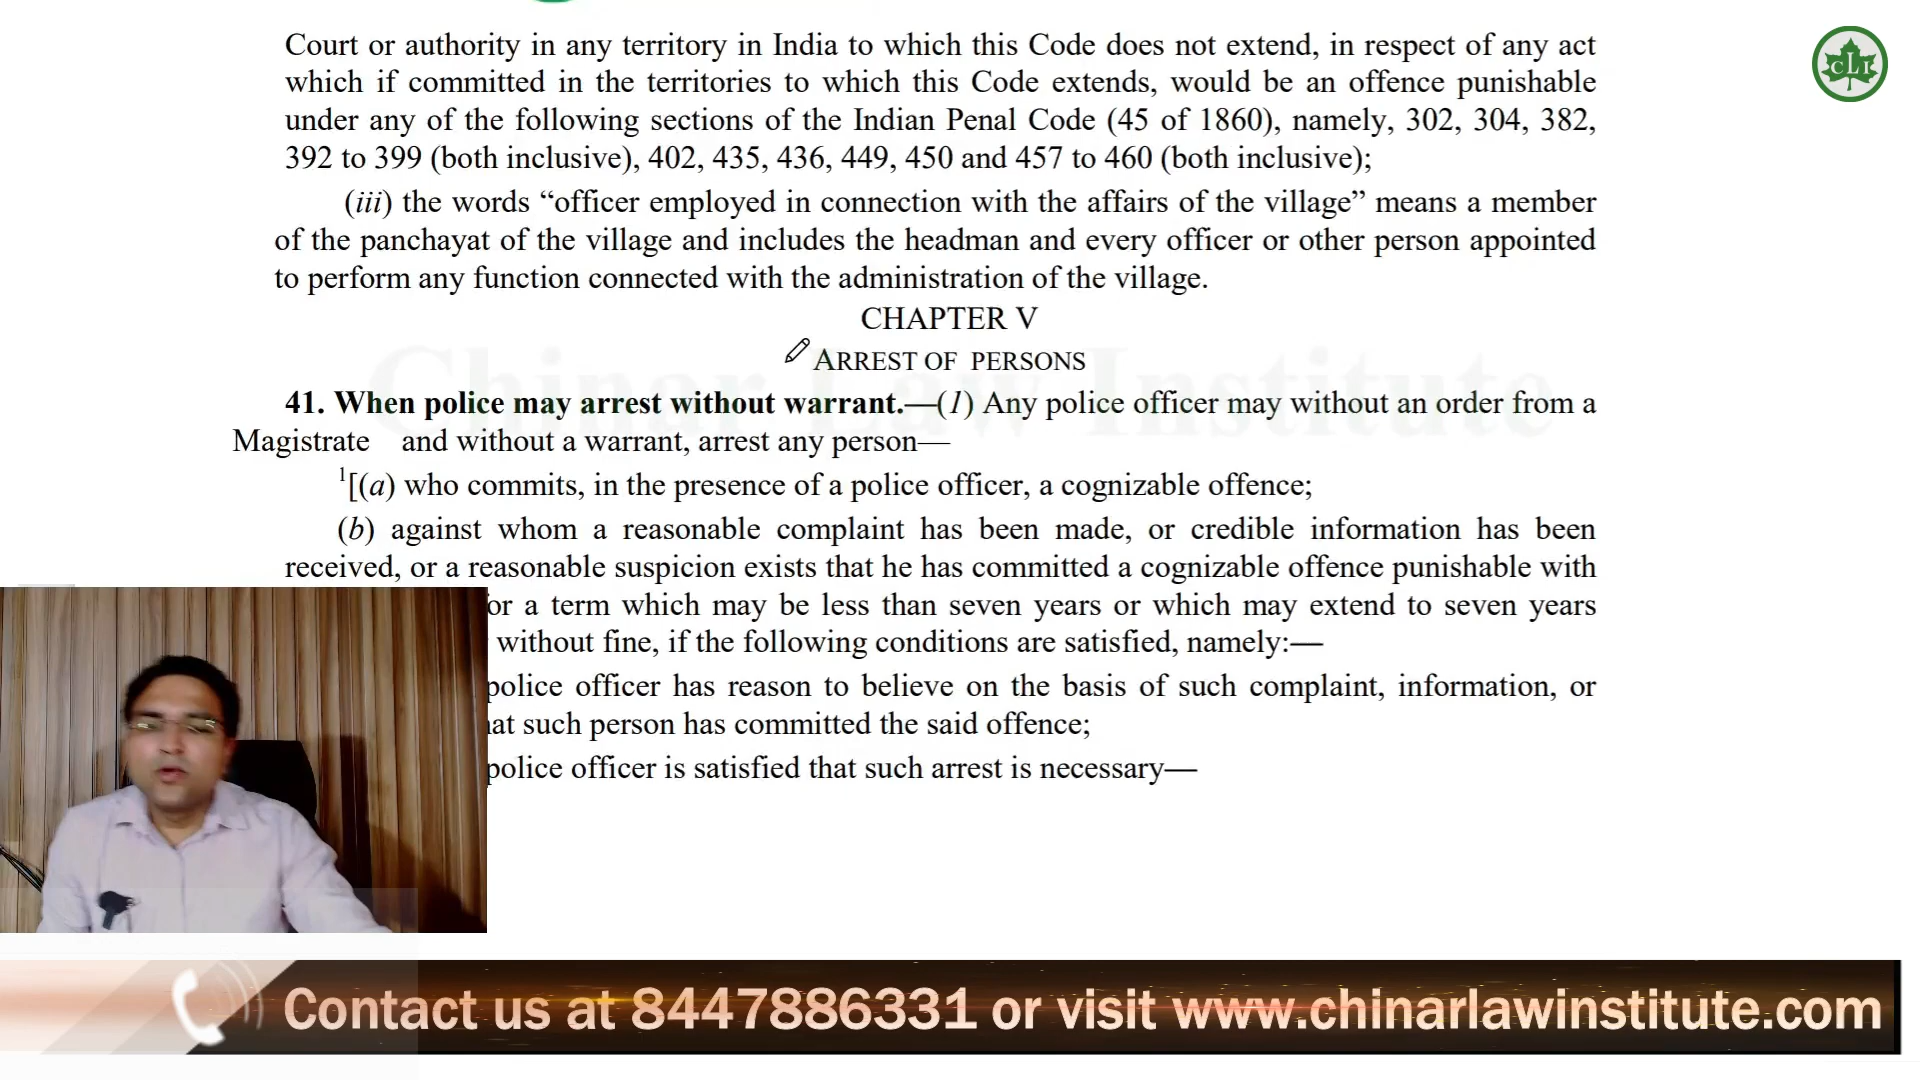 Court or authority in any territory in India to which this Code does not extend, in respect of any act
which if committed in the territories to which this Code extends, would be an offence punishable
under any of the following sections of the Indian Penal Code (45 of 1860), namely, 302, 304, 382,
392 to 399 (both inclusive), 402, 435, 436, 449, 450 and 457 to 460 (both inclusive);
(iii) the words “officer employed in connection with the affairs of the village” means a member
of the panchayat of the village and includes the headman and every officer or other person appointed
to perform any function connected with the administration of the village.
CHAPTER V
ARREST OF PERSONS
Chinar Law Institute
41. When police may arrest without warrant.—(1) Any police officer may without an order from a
Magistrate and without a warrant, arrest any person—
1[(a) who commits, in the presence of a police officer, a cognizable offence;
(b) against whom a reasonable complaint has been made, or credible information has been
received, or a reasonable suspicion exists that he has committed a cognizable offence punishable with
or a term which may be less than seven years or which may extend to seven years
without fine, if the following conditions are satisfied, namely:—
police officer has reason to believe on the basis of such complaint, information, or
at such person has committed the said offence;
police officer is satisfied that such arrest is necessary—
CLI
Contact us at 8447886331 or visit www.chinarlawinstitute.com